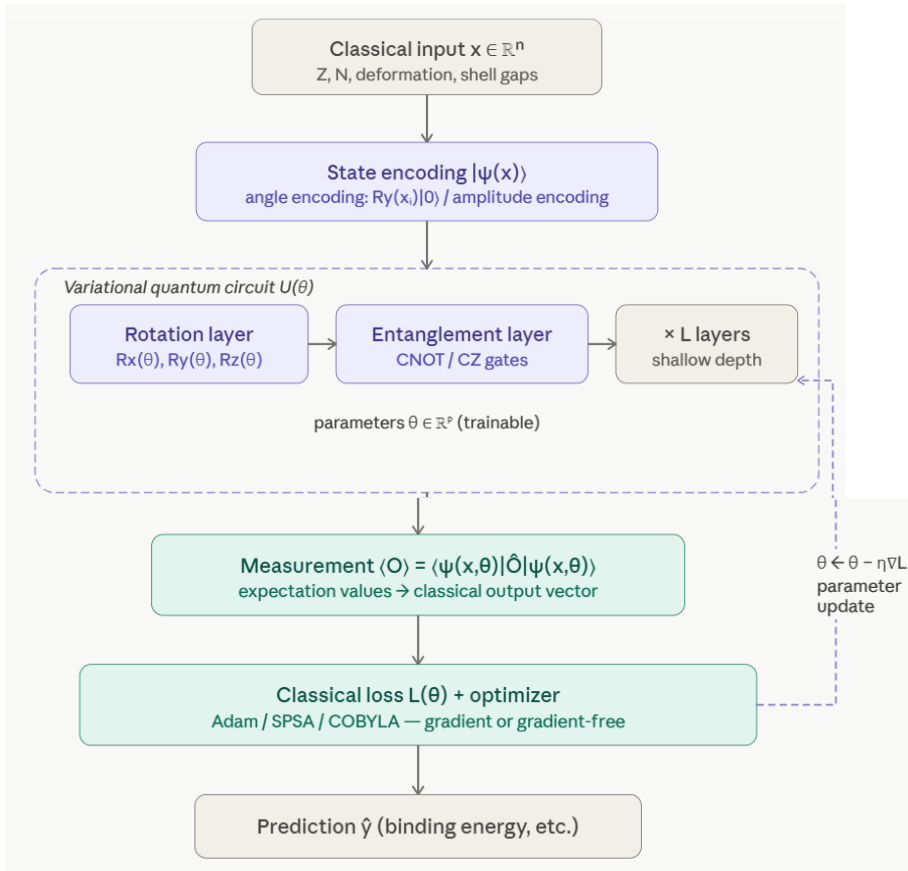 Classical input x ∈ ℝⁿ
Z, N, deformation, shell gaps
State encoding |ψ(x)⟩
angle encoding: Ry(xᵢ)|0⟩ / amplitude encoding
Variational quantum circuit U(θ)
Rotation layer
Rx(θ), Ry(θ), Rz(θ)
Entanglement layer
CNOT / CZ gates
× L layers
shallow depth
parameters θ ∈ ℝᵖ (trainable)
Measurement ⟨O⟩ = ⟨ψ(x,θ)|Ô|ψ(x,θ)⟩
expectation values → classical output vector
θ ← θ − η∇L
parameter
update
Classical loss L(θ) + optimizer
Adam / SPSA / COBYLA — gradient or gradient-free
Prediction ŷ (binding energy, etc.)